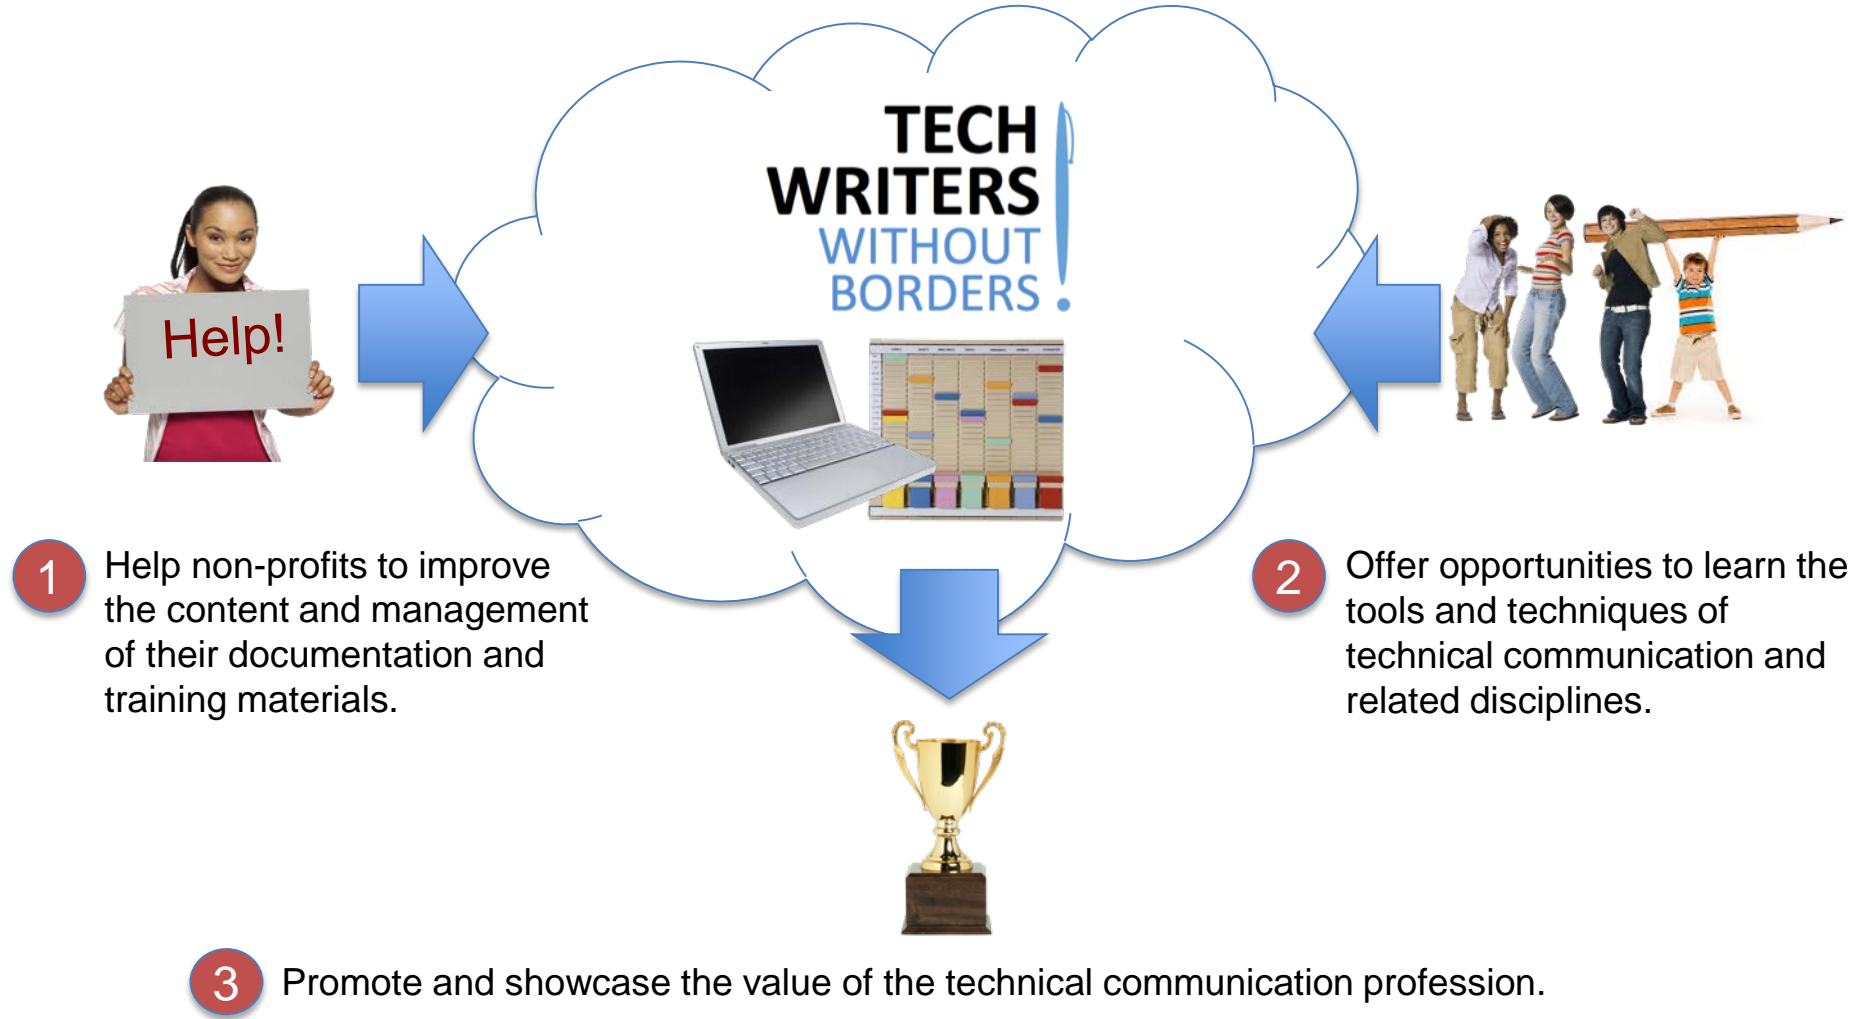 TECH
WRITERS
WITHOUT
BORDERS
Help!
1
Help non-profits to improve
the content and management
of their documentation and
training materials.
2
Offer opportunities to learn the
tools and techniques of
technical communication and
related disciplines.
3
Promote and showcase the value of the technical communication profession.